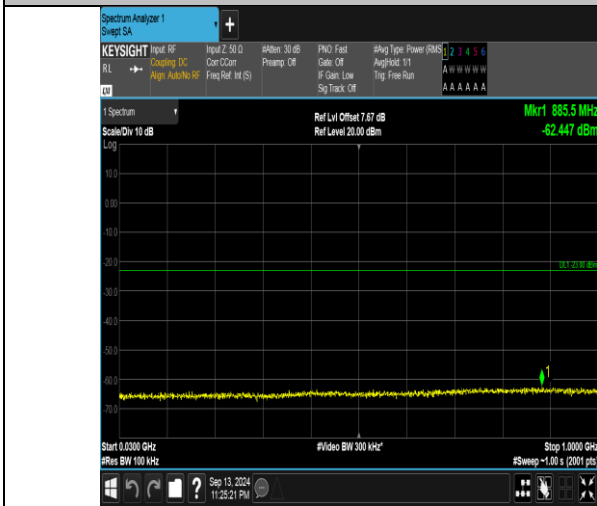 Spectrum Analyzer 1
Swept SA
+
KEYSIGHT
RL
Input: RF
Coupling: DC
Align: Auto/No RF
Input Z: 50 Ω
Corr CCorr
Freq Ref: Int (S)
#Atten: 30 dB
Preamp: Off
PNO: Fast
Gate: Off
IF Gain: Low
Sig Track: Off
#Avg Type: Power (RMS
Avg|Hold: 1/1
Trig: Free Run
1 2 3 4 5 6
A W W W W W
A A A A A A
1 Spectrum
Scale/Div 10 dB
Log
Ref Lvl Offset 7.67 dB
Ref Level 20.00 dBm
Mkr1 885.5 MHz
-62.447 dBm
10.0
0.00
-10.0
-20.0
DL1 -23.00 dBm
-30.0
-40.0
-50.0
-60.0
-70.0
1
Start 0.0300 GHz
#Res BW 100 kHz
#Video BW 300 kHz*
Stop 1.0000 GHz
#Sweep ~1.00 s (2001 pts)
?
Sep 13, 2024
11:25:21 PM